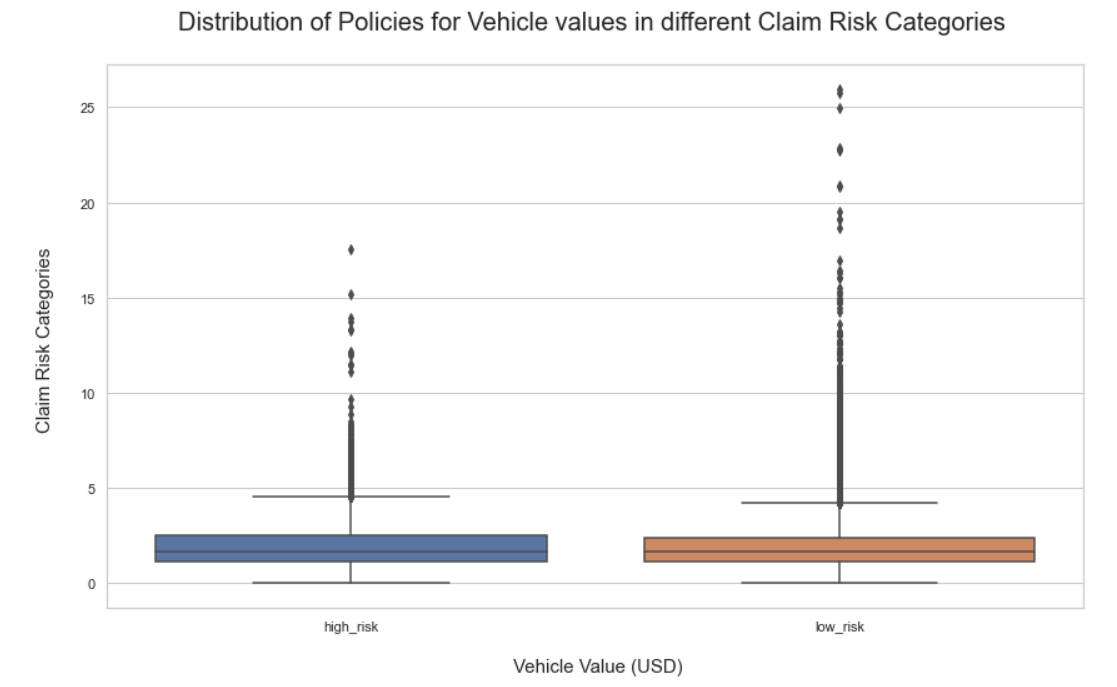 Distribution of Policies for Vehicle values in different Claim Risk Categories
25
20
15
10
5
0
Claim Risk Categories
high_risk
low_risk
Vehicle Value (USD)